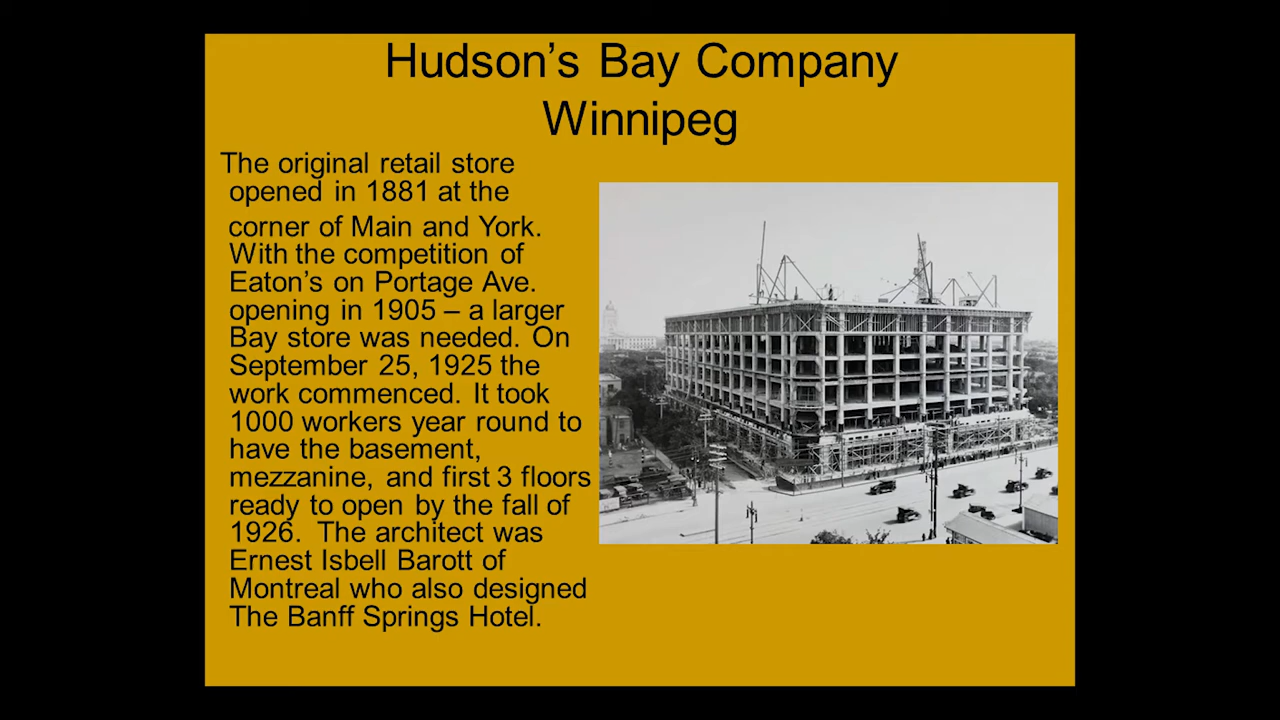 Hudson’s Bay Company
Winnipeg
The original retail store
opened in 1881 at the
corner of Main and York.
With the competition of
Eaton’s on Portage Ave.
opening in 1905 – a larger
Bay store was needed. On
September 25, 1925 the
work commenced. It took
1000 workers year round to
have the basement,
mezzanine, and first 3 floors
ready to open by the fall of
1926. The architect was
Ernest Isbell Barott of
Montreal who also designed
The Banff Springs Hotel.